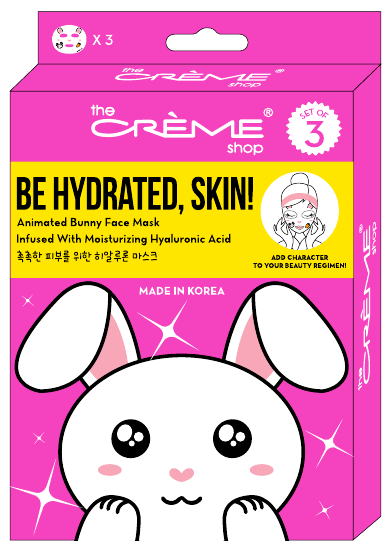 X 3
the
CRÈME®
shop
the
CRÈME®
shop
SET OF
3
BE HYDRATED, SKIN!
Animated Bunny Face Mask
Infused With Moisturizing Hyaluronic Acid
촉촉한 피부를 위한 히알루론 마스크
ADD CHARACTER
TO YOUR BEAUTY REGIMEN!
MADE IN KOREA
the
CRÈME®
shop